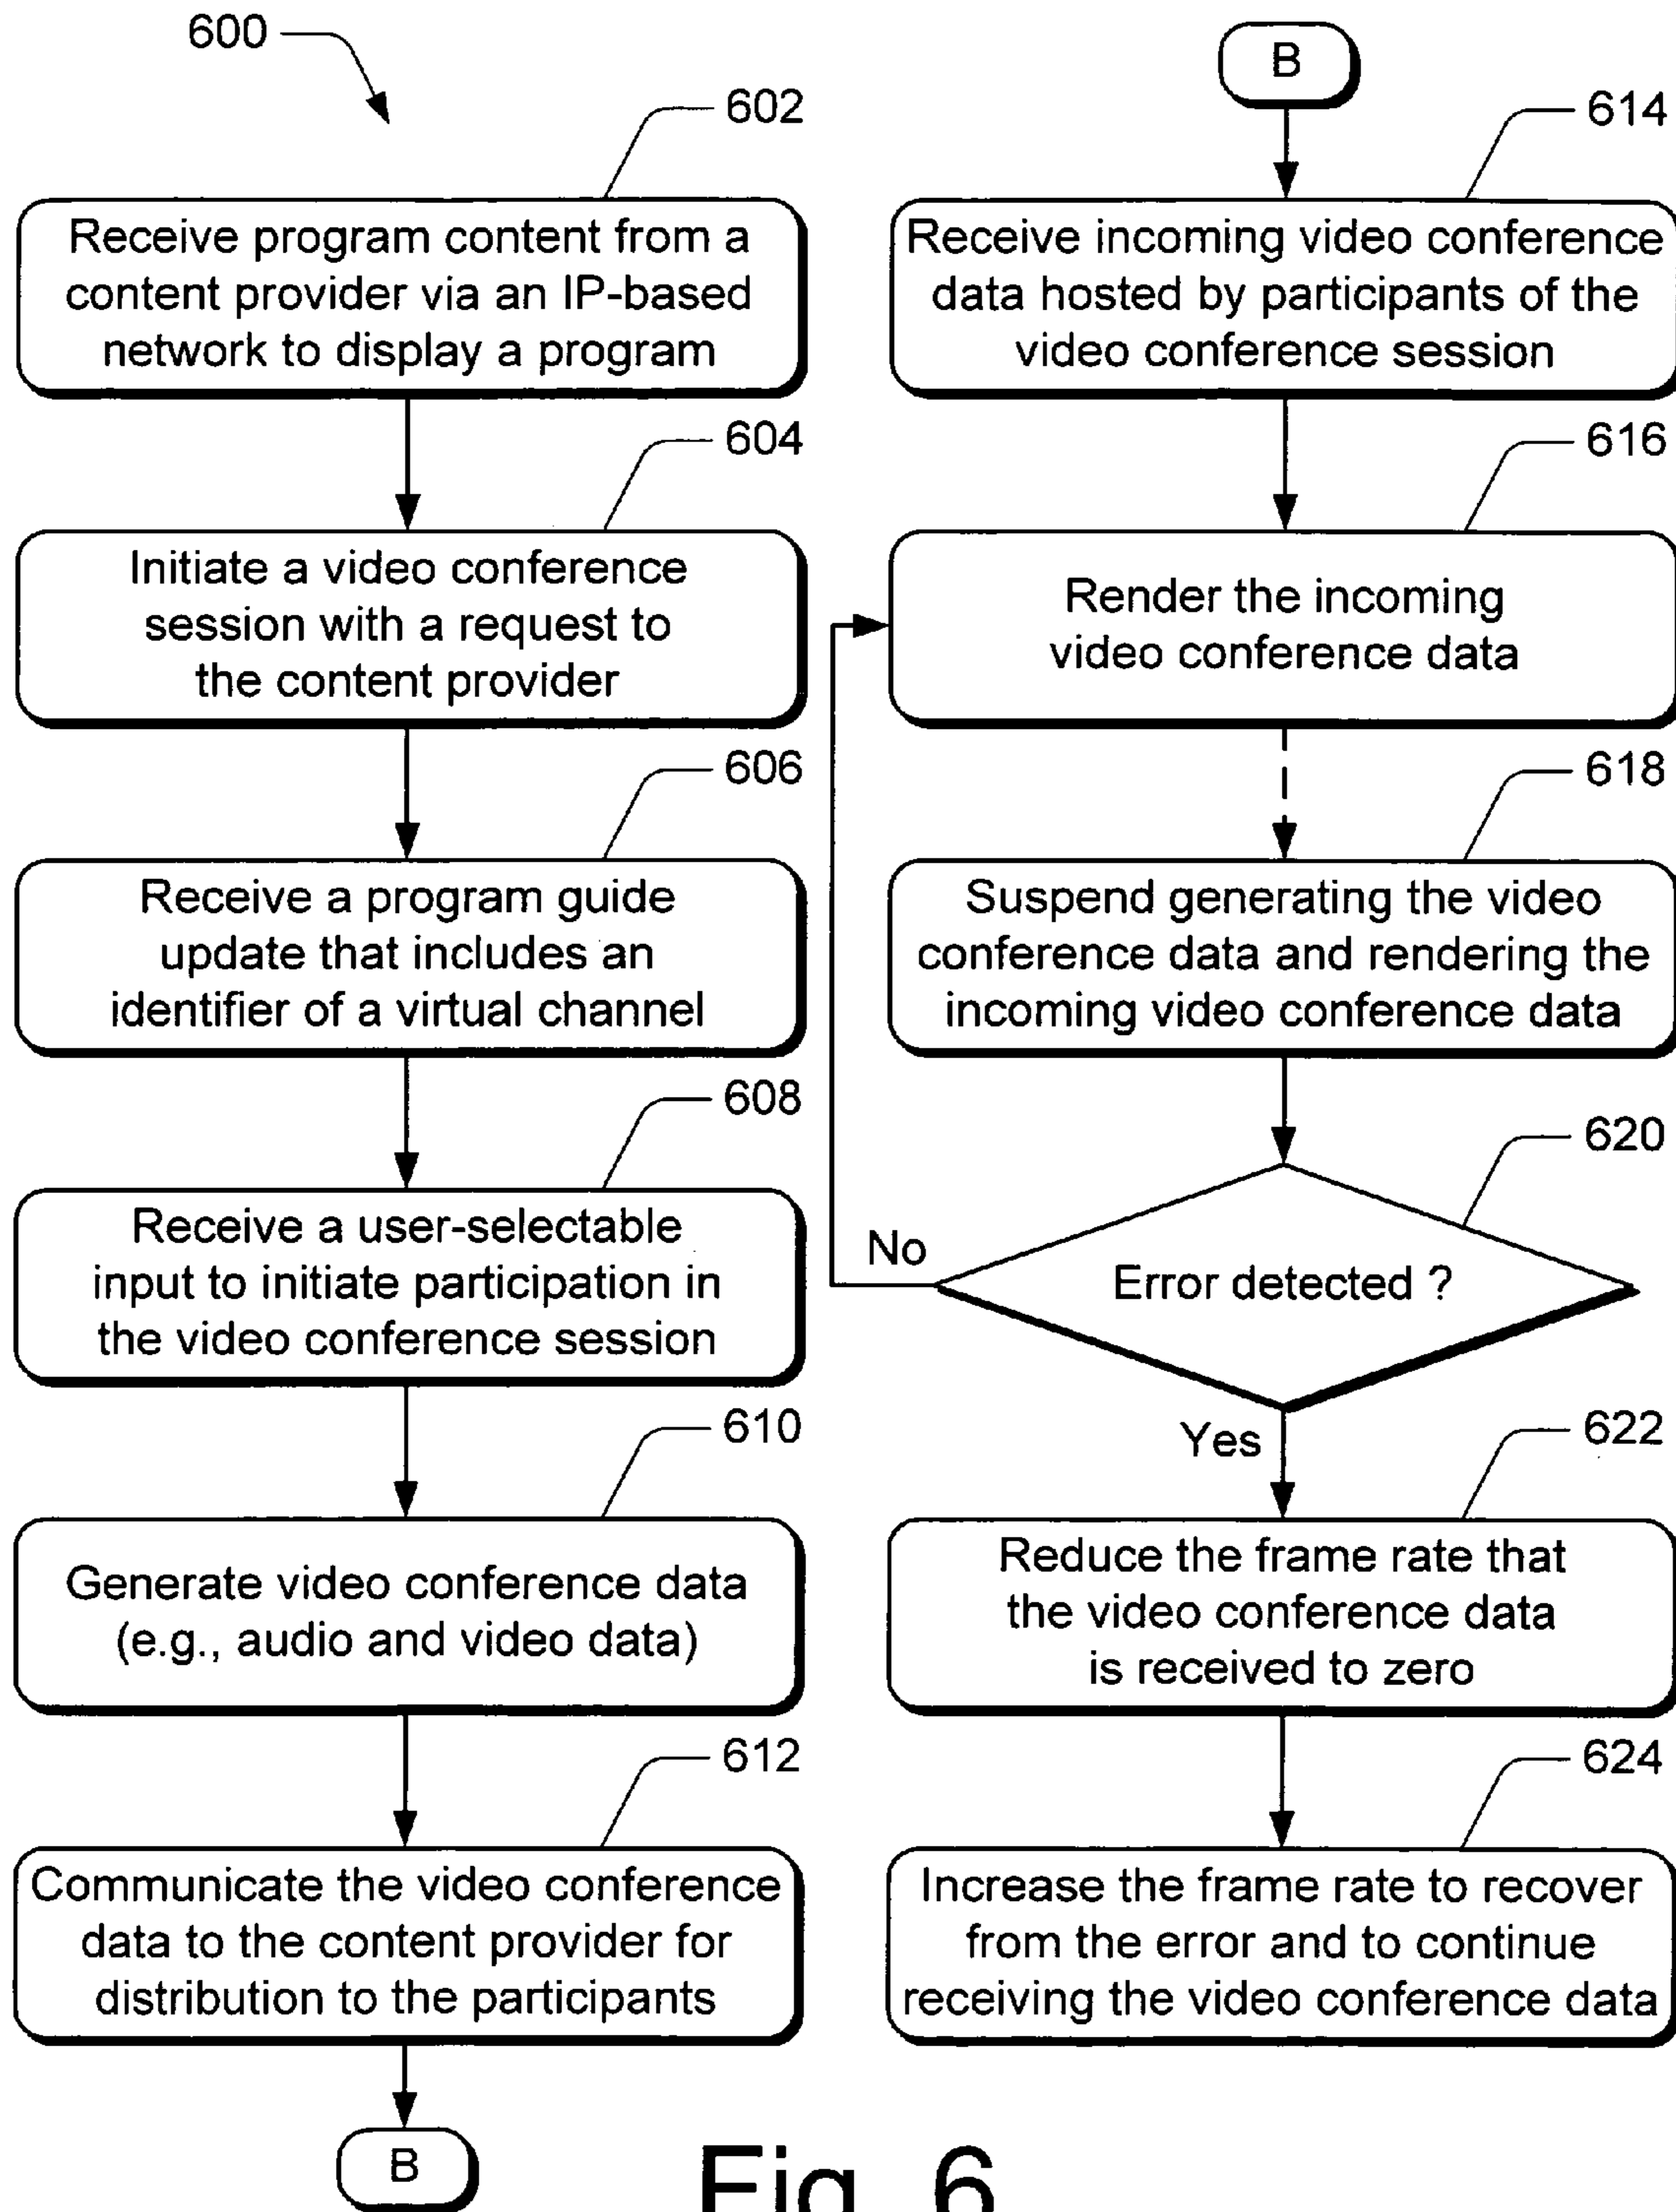 600
602
Receive program content from a
content provider via an IP-based
network to display a program
604
Initiate a video conference
session with a request to
the content provider
606
Receive a program guide
update that includes an
identifier of a virtual channel
608
Receive a user-selectable
input to initiate participation in
the video conference session
610
Generate video conference data
(e.g., audio and video data)
612
Communicate the video conference
data to the content provider for
distribution to the participants
B
B
614
Receive incoming video conference
data hosted by participants of the
video conference session
616
Render the incoming
video conference data
618
Suspend generating the video
conference data and rendering the
incoming video conference data
620
Error detected ?
No
Yes
622
Reduce the frame rate that
the video conference data
is received to zero
624
Increase the frame rate to recover
from the error and to continue
receiving the video conference data
Fig. 6